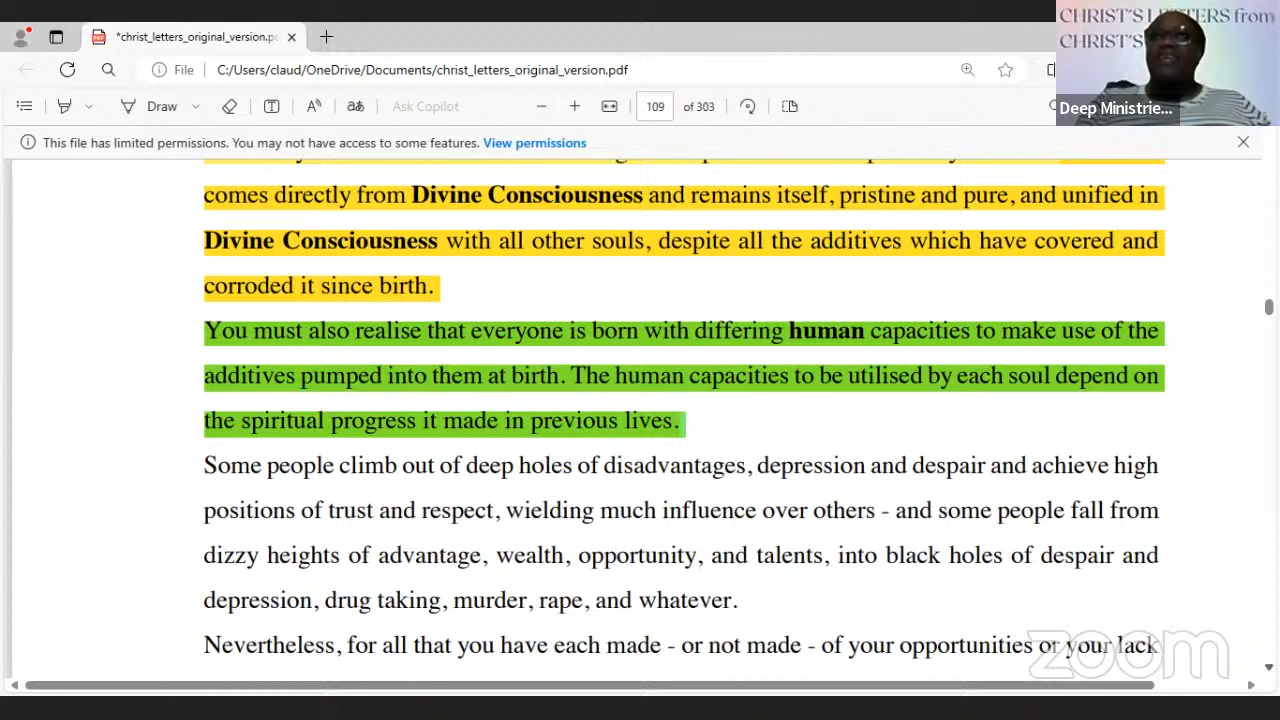 CHRIST'S LETTERS from
CHRIST'S
*christ_letters_original_version.p
File C:/Users/claud/OneDrive/Documents/christ_letters_original_version.pdf
Draw Ask Copilot 109 of 303
Deep Ministrie...
This file has limited permissions. You may not have access to some features. View permissions
comes directly from Divine Consciousness and remains itself, pristine and pure, and unified in
Divine Consciousness with all other souls, despite all the additives which have covered and
corroded it since birth.
You must also realise that everyone is born with differing human capacities to make use of the
additives pumped into them at birth. The human capacities to be utilised by each soul depend on
the spiritual progress it made in previous lives.
Some people climb out of deep holes of disadvantages, depression and despair and achieve high
positions of trust and respect, wielding much influence over others - and some people fall from
dizzy heights of advantage, wealth, opportunity, and talents, into black holes of despair and
depression, drug taking, murder, rape, and whatever.
Nevertheless, for all that you have each made - or not made - of your opportunities or your lack
zoom